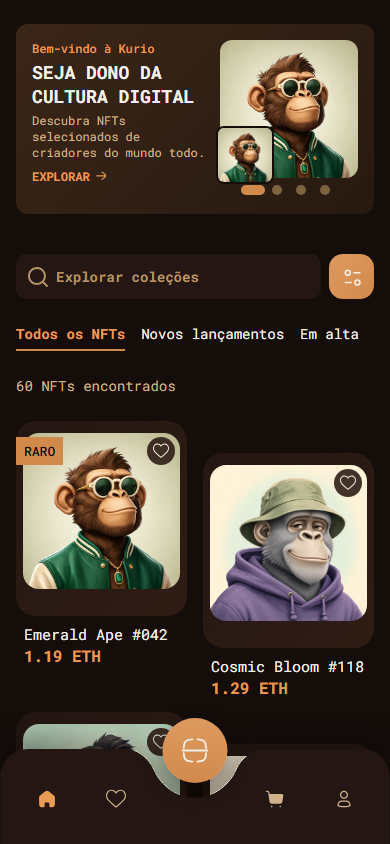 Bem-vindo à Kurio
SEJA DONO DA
CULTURA DIGITAL
Descubra NFTs
selecionados de
criadores do mundo todo.
EXPLORAR →
Explorar coleções
Todos os NFTs
Novos lançamentos
Em alta
60 NFTs encontrados
RARO
Emerald Ape #042
1.19 ETH
Cosmic Bloom #118
1.29 ETH